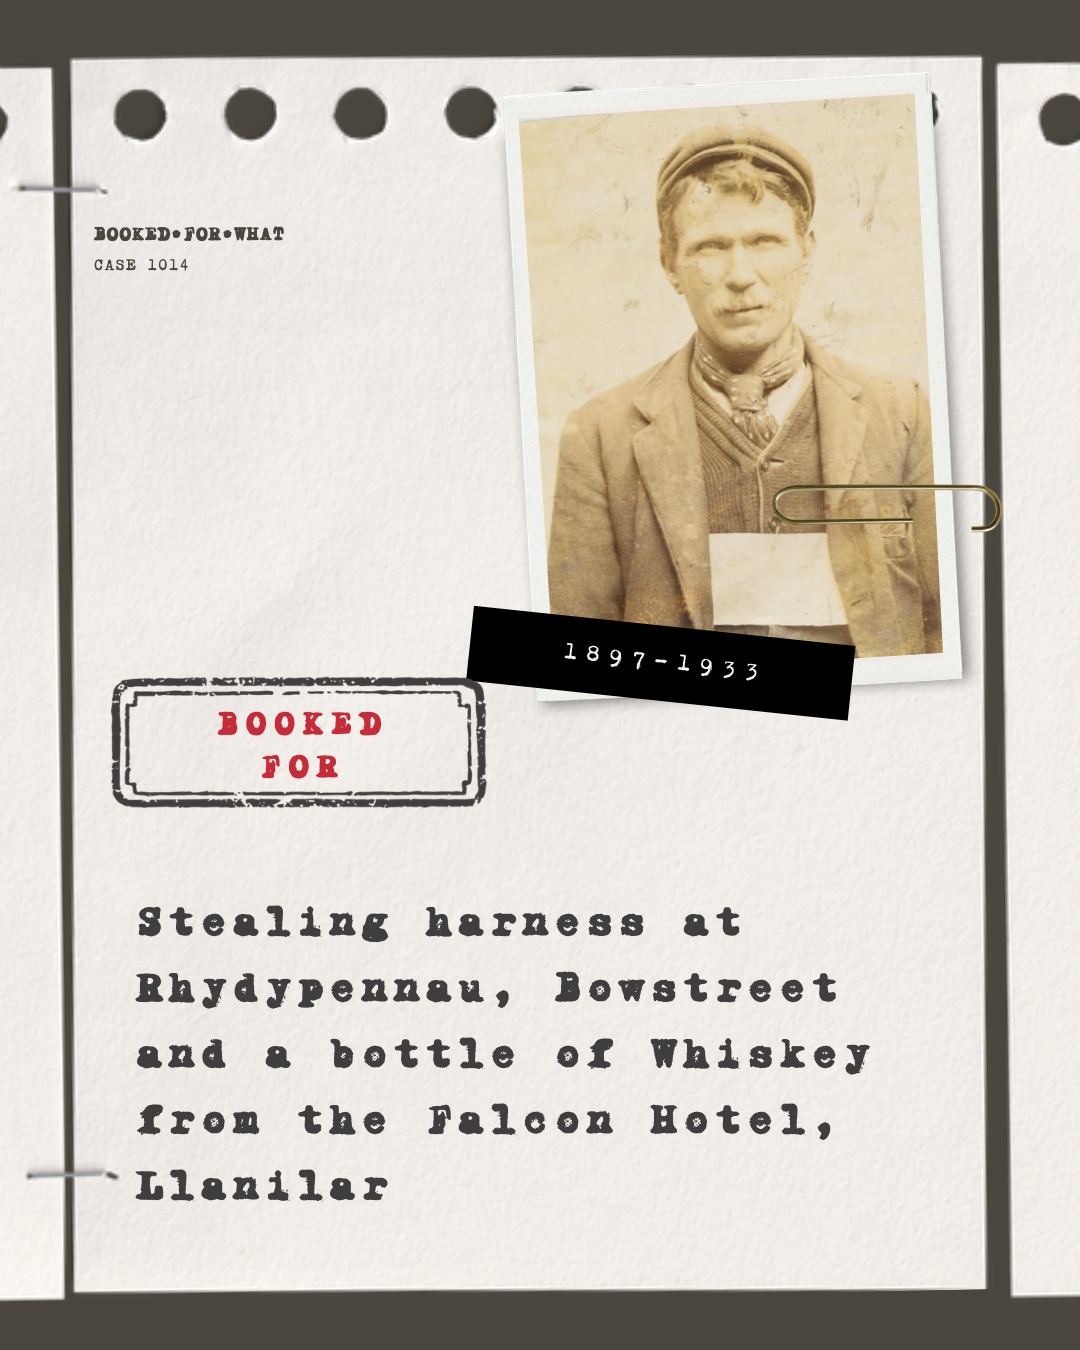 BOOKED•FOR•WHAT
CASE 1014
1897-1933
BOOKED
FOR
Stealing harness at
Rhydypennau, Bowstreet
and a bottle of Whiskey
from the Falcon Hotel,
Llanilar